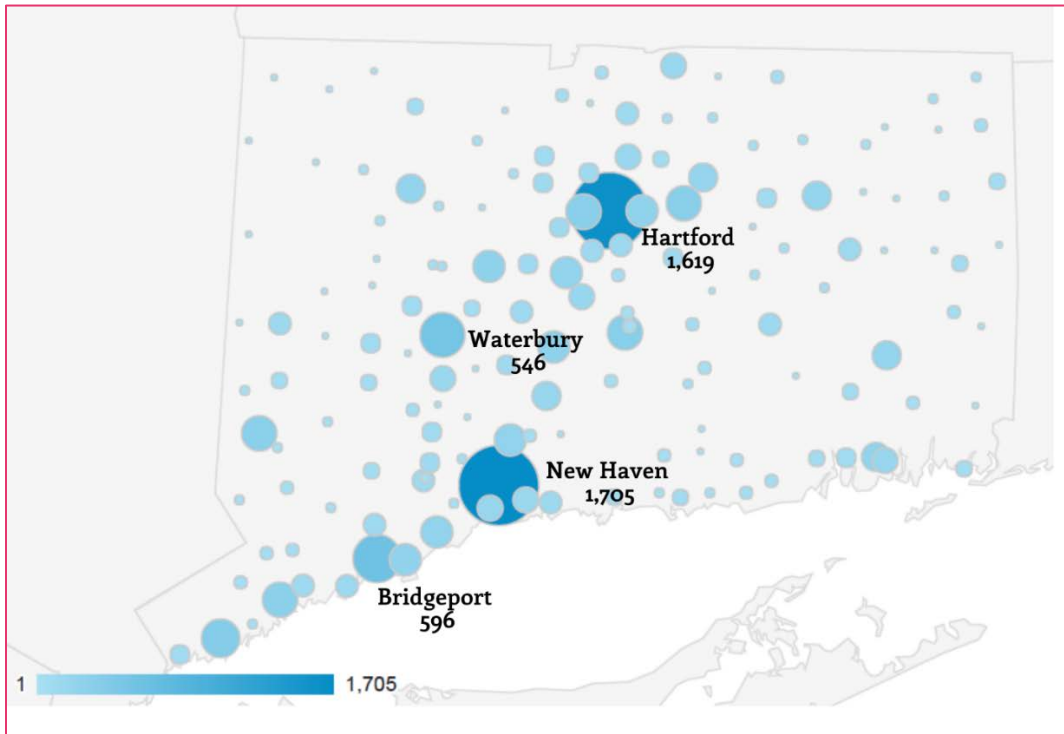 Hartford
1,619
Waterbury
546
New Haven
1,705
Bridgeport
596
1 1,705